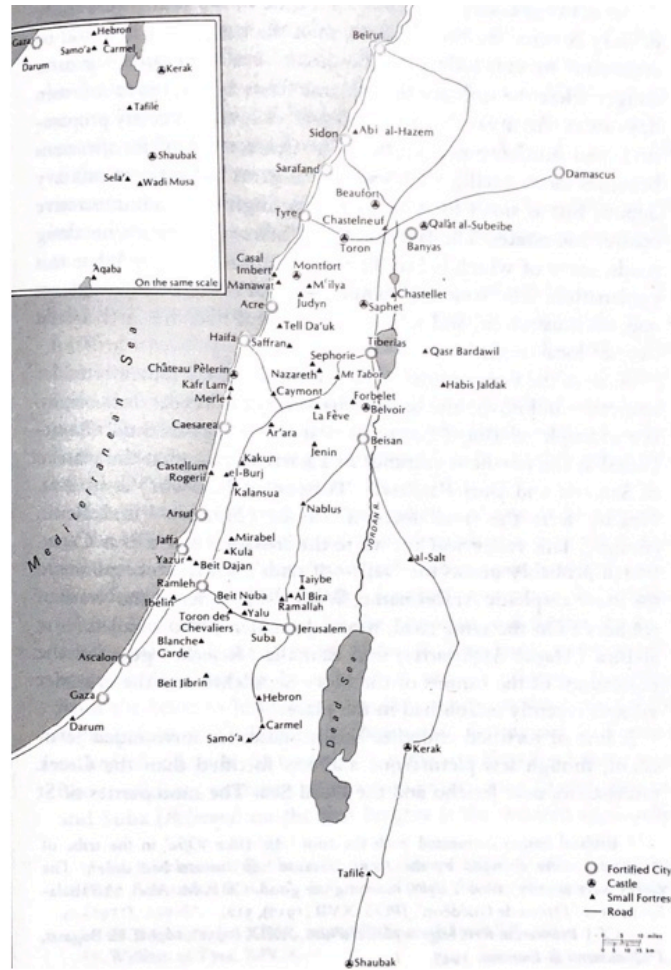 Hebron
Gaza
Samo'a
Carmel
Darum
Kerak
Tafilé
Shaubak
Sela'
Wadi Musa
'Aqaba
On the same scale
Beirut
Abi al-Hazem
Sidon
Sarafand
Damascus
Beaufort
Tyre
Chastelneuf
Qal'at al-Subeibe
Toron
Banyas
Casal
Imbert
Montfort
Manawat
M'ilya
Judyn
Chastellet
Acre
Saphet
Tell Da'uk
Haifa
Saffran
Sephorie
Tiberias
Qasr Bardawil
Château Pèlerin
Nazareth
Mt Tabor
Kafr Lam
Caymont
Forbelet
Habis Jaldak
Merle
La Fève
Belvoir
Caesarea
Ar'ara
Beisan
Jenin
Kakun
Castellum
Rogerii
el-Burj
Kalansua
Nablus
Arsuf
JORDAN R
Mirabel
Jaffa
Kula
Yazur
Beit Dajan
al-Salt
Ramleh
Taiybe
Beit Nuba
Al Bira
Ibelin
Yalu
Ramallah
Toron des
Chevaliers
Suba
Jerusalem
Blanche
Garde
Ascalon
Beit Jibrin
Gaza
Hebron
Dead Sea
Darum
Carmel
Samo'a
Kerak
Mediterranean Sea
Tafilé
Shaubak
Fortified City
Castle
Small Fortress
Road
miles
km